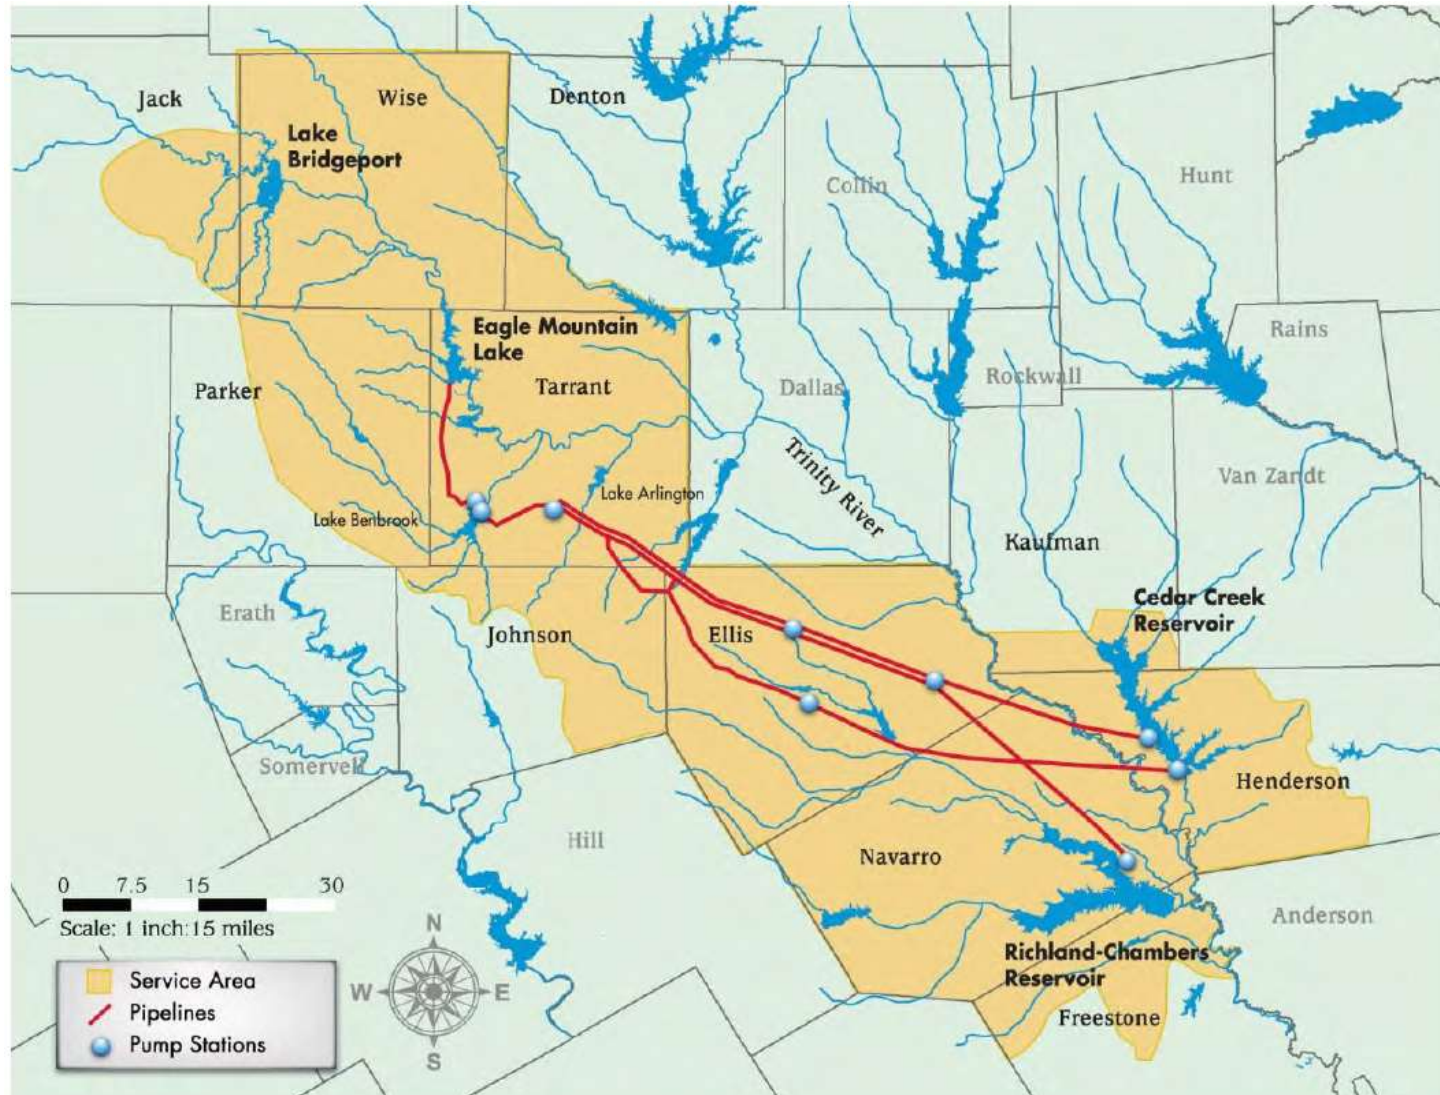 Jack
Wise
Denton
Lake
Bridgeport
Collin
Hunt
Eagle Mountain
Lake
Rains
Parker
Tarrant
Dallas
Rockwall
Trinity River
Van Zandt
Lake Arlington
Lake Benbrook
Kaufman
Erath
Johnson
Ellis
Cedar Creek
Reservoir
Somervell
Henderson
Hill
Navarro
Anderson
Richland-Chambers
Reservoir
Freestone
0 7.5 15 30
Scale: 1 inch:15 miles
N
W E
S
Service Area
Pipelines
Pump Stations